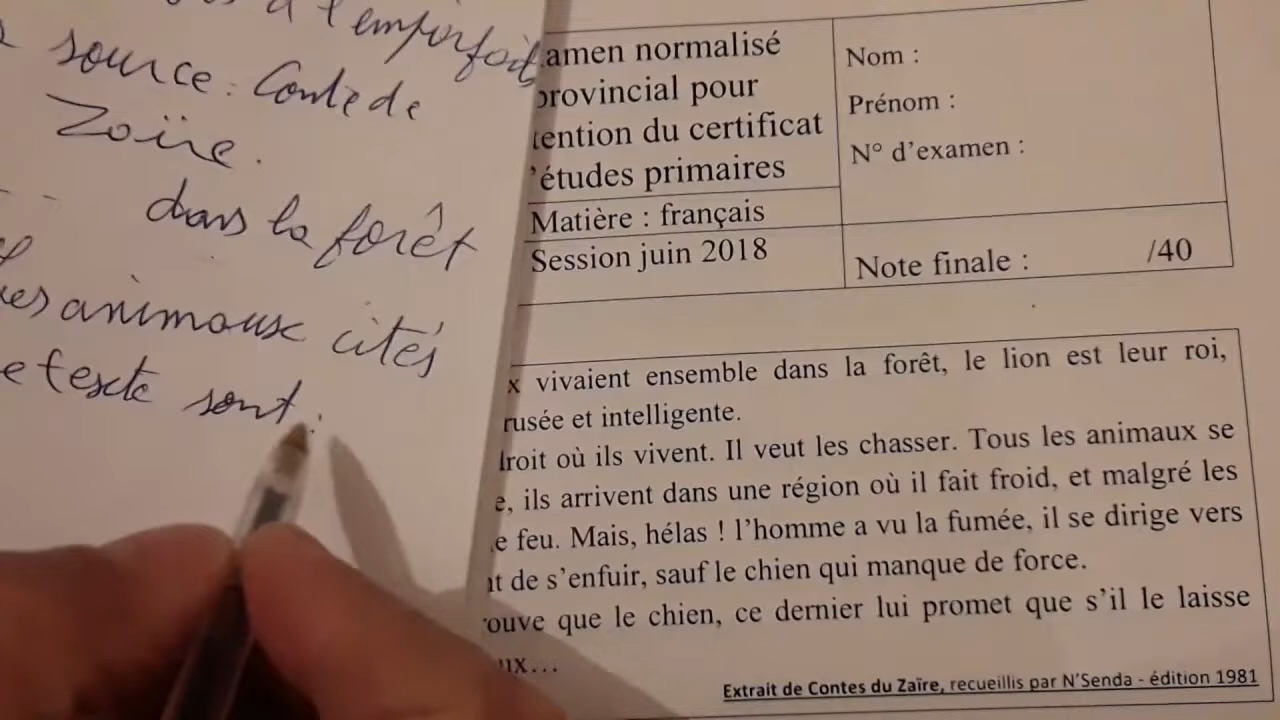 à l'emparfait
source : Conte de
Zaïre.
dans la forêt
animaux cités
texte sont :
amen normalisé
provincial pour
tention du certificat
'études primaires
Matière : français
Session juin 2018
Nom :
Prénom :
N° d'examen :
Note finale : /40
x vivaient ensemble dans la forêt, le lion est leur roi,
rusée et intelligente.
droit où ils vivent. Il veut les chasser. Tous les animaux se
e, ils arrivent dans une région où il fait froid, et malgré les
e feu. Mais, hélas ! l'homme a vu la fumée, il se dirige vers
nt de s'enfuir, sauf le chien qui manque de force.
ouve que le chien, ce dernier lui promet que s'il le laisse
ux...
Extrait de Contes du Zaïre, recueillis par N'Senda - édition 1981